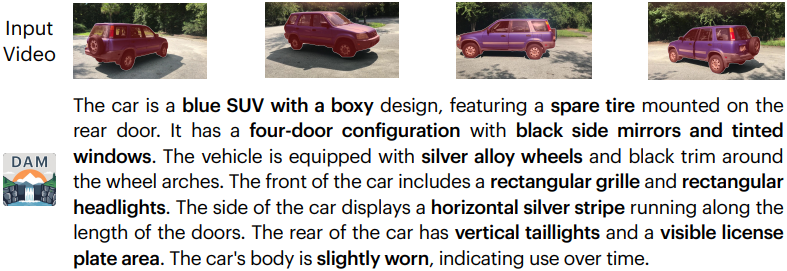 Input
Video
The car is a blue SUV with a boxy design, featuring a spare tire mounted on the
rear door. It has a four-door configuration with black side mirrors and tinted
windows. The vehicle is equipped with silver alloy wheels and black trim around
the wheel arches. The front of the car includes a rectangular grille and rectangular
headlights. The side of the car displays a horizontal silver stripe running along the
length of the doors. The rear of the car has vertical taillights and a visible license
plate area. The car's body is slightly worn, indicating use over time.
DAM